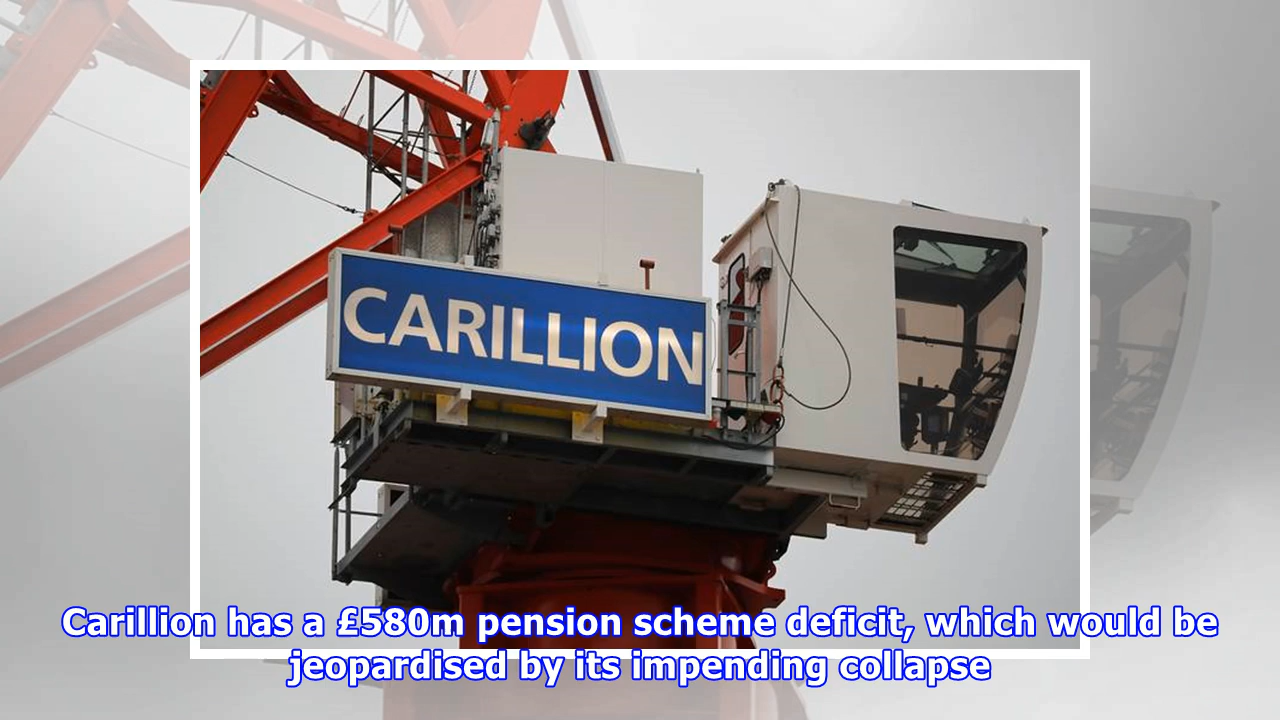 CARILLION
Carillion has a £580m pension scheme deficit, which would be
jeopardised by its impending collapse